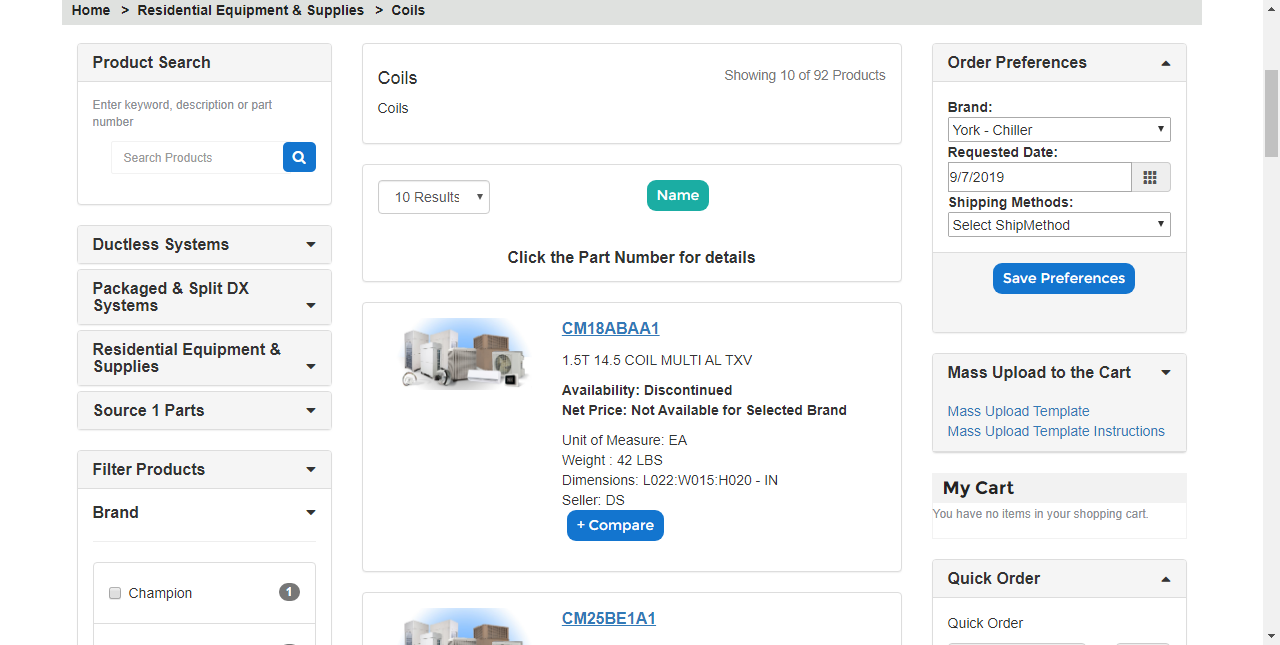 Home > Residential Equipment & Supplies > Coils
Product Search
Enter keyword, description or part
number
Search Products
Ductless Systems
Packaged & Split DX
Systems
Residential Equipment &
Supplies
Source 1 Parts
Filter Products
Brand
Champion 1
Coils
Showing 10 of 92 Products
Coils
10 Results
Name
Click the Part Number for details
CM18ABAA1
1.5T 14.5 COIL MULTI AL TXV
Availability: Discontinued
Net Price: Not Available for Selected Brand
Unit of Measure: EA
Weight : 42 LBS
Dimensions: L022:W015:H020 - IN
Seller: DS
+ Compare
CM25BE1A1
Order Preferences
Brand:
York - Chiller
Requested Date:
9/7/2019
Shipping Methods:
Select ShipMethod
Save Preferences
Mass Upload to the Cart
Mass Upload Template
Mass Upload Template Instructions
My Cart
You have no items in your shopping cart.
Quick Order
Quick Order